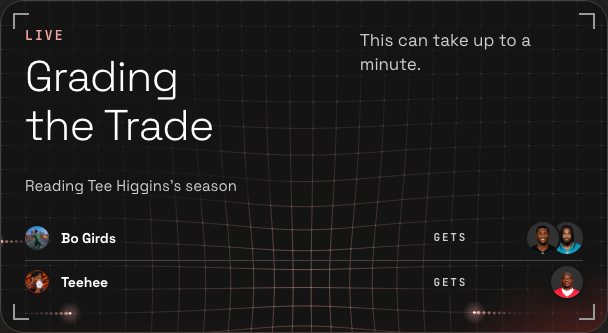 LIVE
Grading
the Trade
This can take up to a
minute.
Reading Tee Higgins's season
Bo Girds
GETS
Teehee
GETS